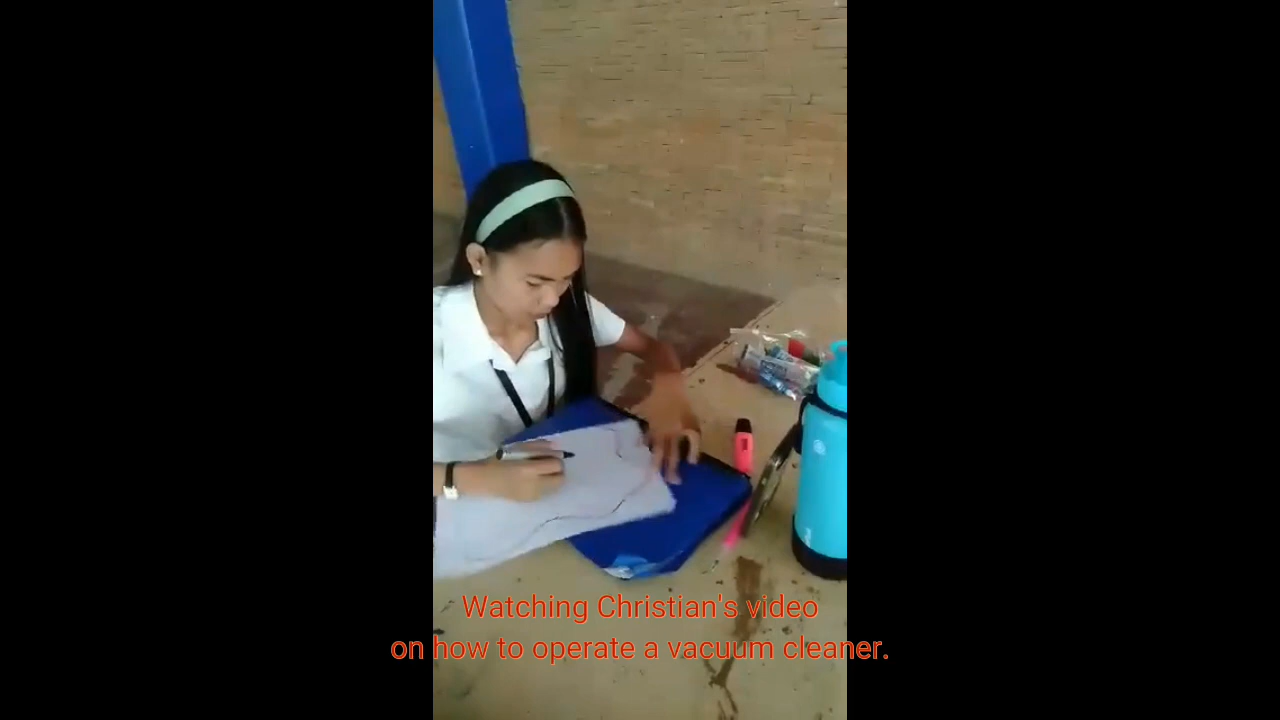 Watching Christian's video
on how to operate a vacuum cleaner.